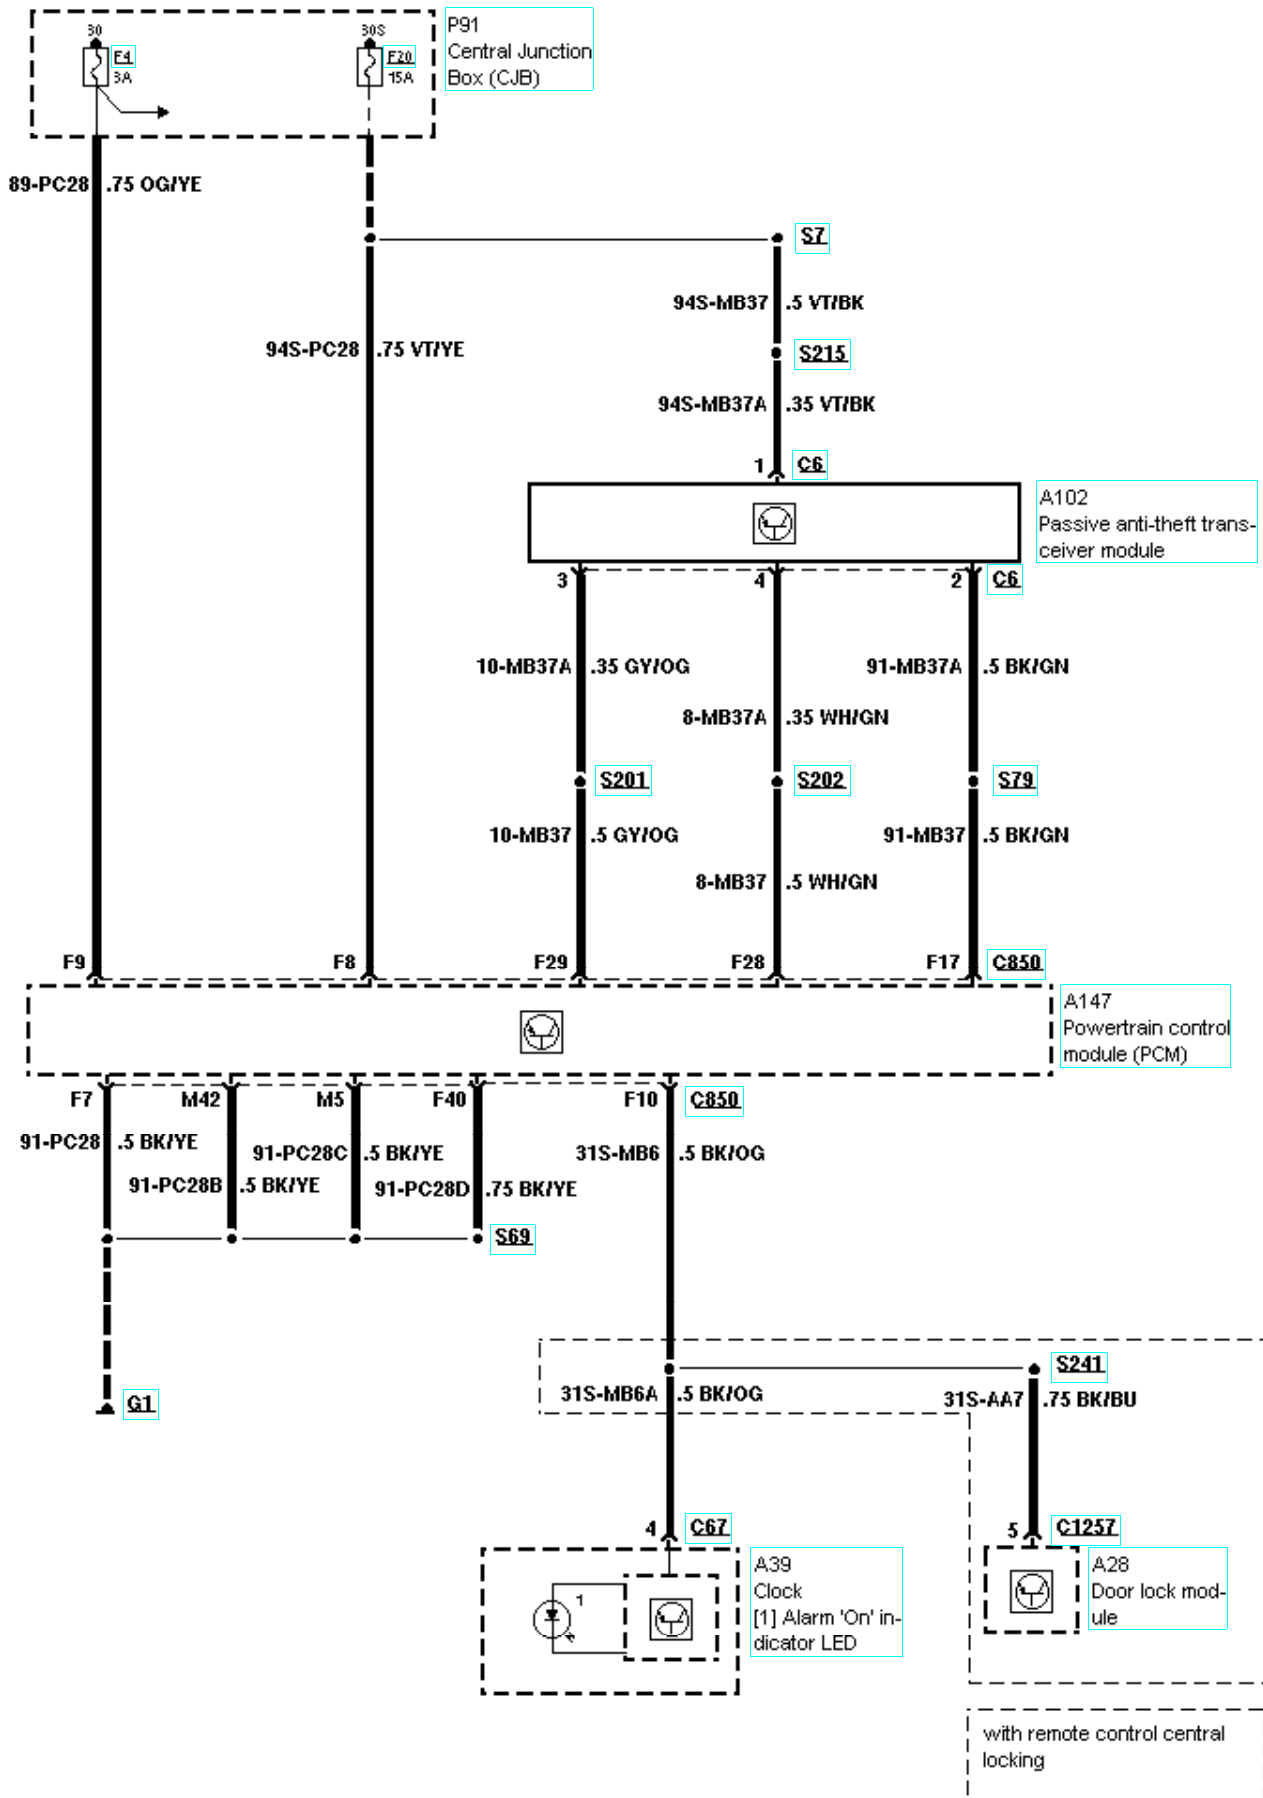 30
F4
3A
30S
F20
15A
P91
Central Junction
Box (CJB)
89-PC28 .75 OG/YE
S7
94S-MB37 .5 VT/BK
94S-PC28 .75 VT/YE
S215
94S-MB37A .35 VT/BK
1 C6
A102
Passive anti-theft trans-
ceiver module
3 4 2 C6
10-MB37A .35 GY/OG
91-MB37A .5 BK/GN
8-MB37A .35 WH/GN
S201 S202 S79
10-MB37 .5 GY/OG
91-MB37 .5 BK/GN
8-MB37 .5 WH/GN
F9 F8 F29 F28 F17 C850
A147
Powertrain control
module (PCM)
F7 M42 M5 F40 F10 C850
91-PC28 .5 BK/YE
91-PC28C .5 BK/YE
31S-MB6 .5 BK/OG
91-PC28B .5 BK/YE
91-PC28D .75 BK/YE
S69
S241
31S-MB6A .5 BK/OG
31S-AA7 .75 BK/BU
G1
4 C67
5 C1257
A39
Clock
[1] Alarm 'On' in-
dicator LED
1
A28
Door lock mod-
ule
with remote control central
locking